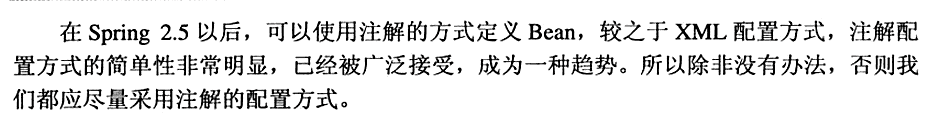 在 Spring 2.5 以后，可以使用注解的方式定义 Bean，较之于 XML 配置方式，注解配
置方式的简单性非常明显，已经被广泛接受，成为一种趋势。所以除非没有办法，否则我
们都应尽量采用注解的配置方式。